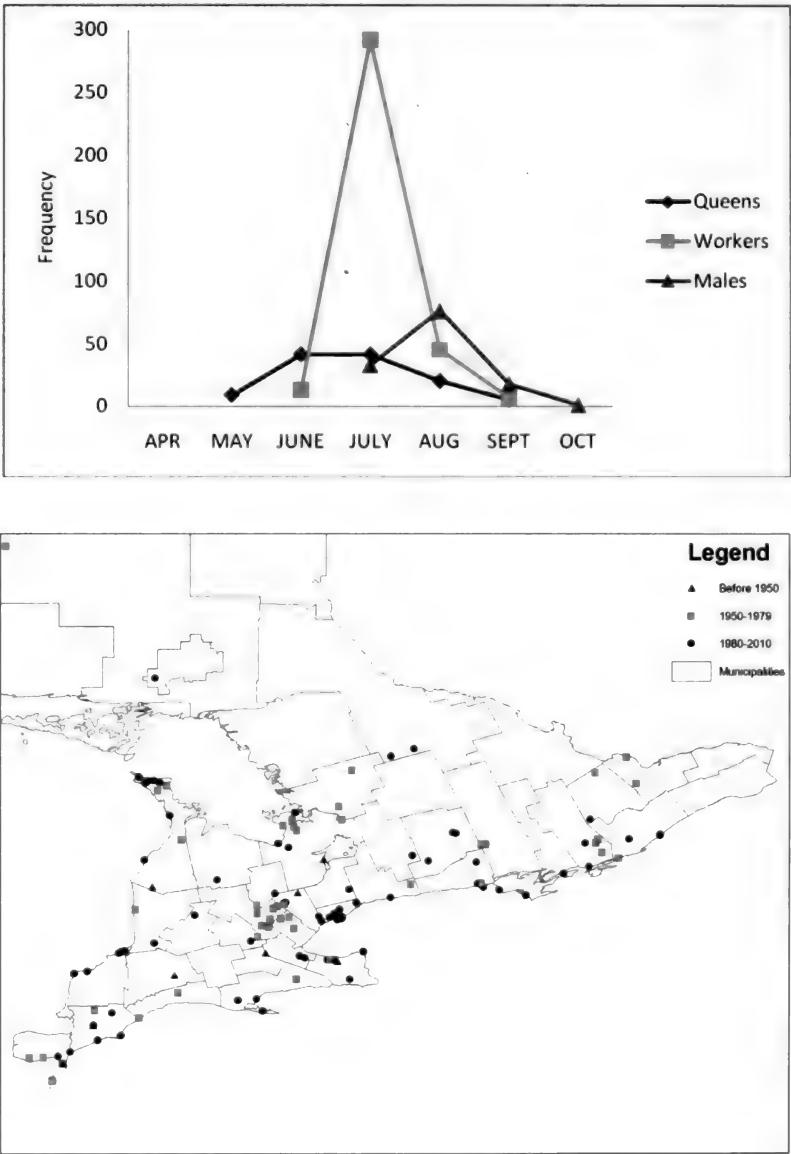 300
250
200
150
100
50
0
Frequency
APR MAY JUNE JULY AUG SEPT OCT
Queens
Workers
Males
Legend
Before 1950
1950-1979
1980-2010
Municipalities